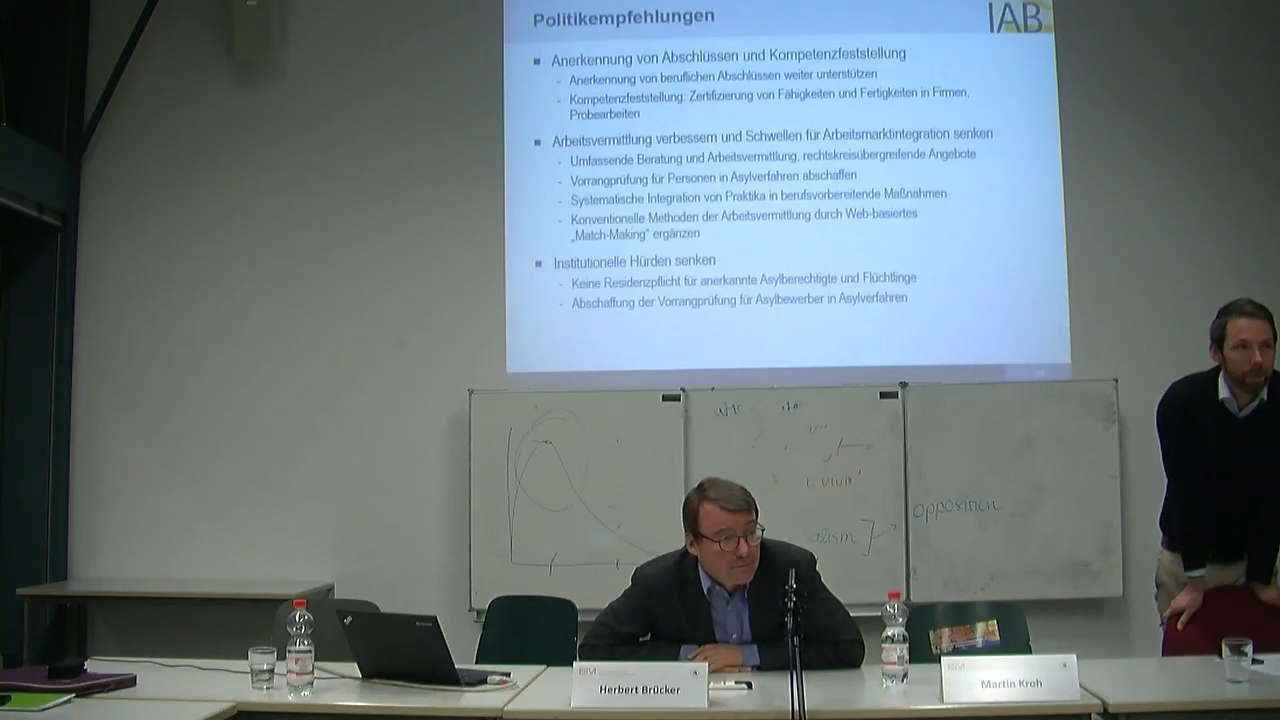 Politikempfehlungen
IAB
Anerkennung von Abschlüssen und Kompetenzfeststellung
- Anerkennung von beruflichen Abschlüssen weiter unterstützen
- Kompetenzfeststellung: Zertifizierung von Fähigkeiten und Fertigkeiten in Firmen,
Probearbeiten
Arbeitsvermittlung verbessern und Schwellen für Arbeitsmarktintegration senken
- Umfassende Beratung und Arbeitsvermittlung, rechtskreisübergreifende Angebote
- Vorrangprüfung für Personen in Asylverfahren abschaffen
- Systematische Integration von Praktika in berufsvorbereitende Maßnahmen
- Konventionelle Methoden der Arbeitsvermittlung durch Web-basiertes
„Match-Making“ ergänzen
Institutionelle Hürden senken
- Keine Residenzpflicht für anerkannte Asylberechtigte und Flüchtlinge
- Abschaffung der Vorrangprüfung für Asylbewerber in Asylverfahren
opposition
alism
BIM
Herbert Brücker
BIM
Martin Kroh